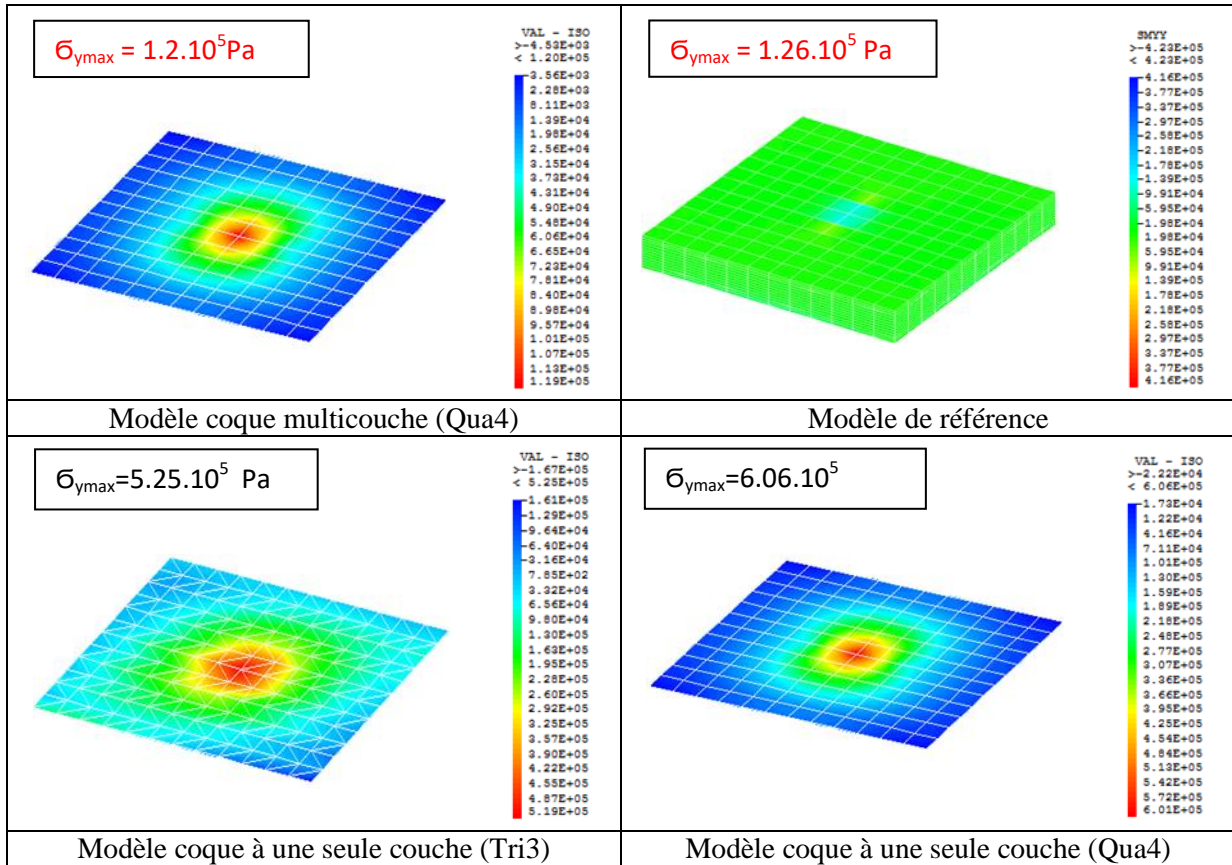 Ϭymax = 1.2.10⁵Pa
VAL - ISO
>-4.53E+03
< 1.20E+05
-3.56E+03
2.28E+03
8.11E+03
1.39E+04
1.98E+04
2.56E+04
3.15E+04
3.73E+04
4.31E+04
4.90E+04
5.48E+04
6.06E+04
6.65E+04
7.23E+04
7.81E+04
8.40E+04
8.98E+04
9.57E+04
1.01E+05
1.07E+05
1.13E+05
1.19E+05
Modèle coque multicouche (Qua4)
Ϭymax = 1.26.10⁵ Pa
SMYY
>-4.23E+05
< 4.23E+05
-4.16E+05
-3.77E+05
-2.97E+05
-2.58E+05
-2.18E+05
-1.78E+05
-1.39E+05
-9.91E+04
-5.95E+04
-1.98E+04
1.98E+04
5.95E+04
9.91E+04
1.39E+05
1.78E+05
2.18E+05
2.58E+05
2.97E+05
3.37E+05
3.77E+05
4.16E+05
Modèle de référence
Ϭymax=5.25.10⁵ Pa
VAL - ISO
>-1.67E+05
< 5.25E+05
-1.61E+05
-1.29E+05
-9.64E+04
-6.40E+04
-3.16E+04
7.85E+02
3.32E+04
6.56E+04
9.80E+04
1.30E+05
1.63E+05
1.95E+05
2.28E+05
2.60E+05
2.92E+05
3.25E+05
3.57E+05
3.90E+05
4.22E+05
4.55E+05
4.87E+05
5.19E+05
Modèle coque à une seule couche (Tri3)
Ϭymax=6.06.10⁵
VAL - ISO
>-2.22E+04
< 6.06E+05
-1.73E+04
1.22E+04
4.16E+04
7.11E+04
1.01E+05
1.30E+05
1.59E+05
1.89E+05
2.18E+05
2.48E+05
2.77E+05
3.07E+05
3.36E+05
3.66E+05
3.95E+05
4.25E+05
4.54E+05
4.84E+05
5.13E+05
5.42E+05
5.72E+05
6.01E+05
Modèle coque à une seule couche (Qua4)